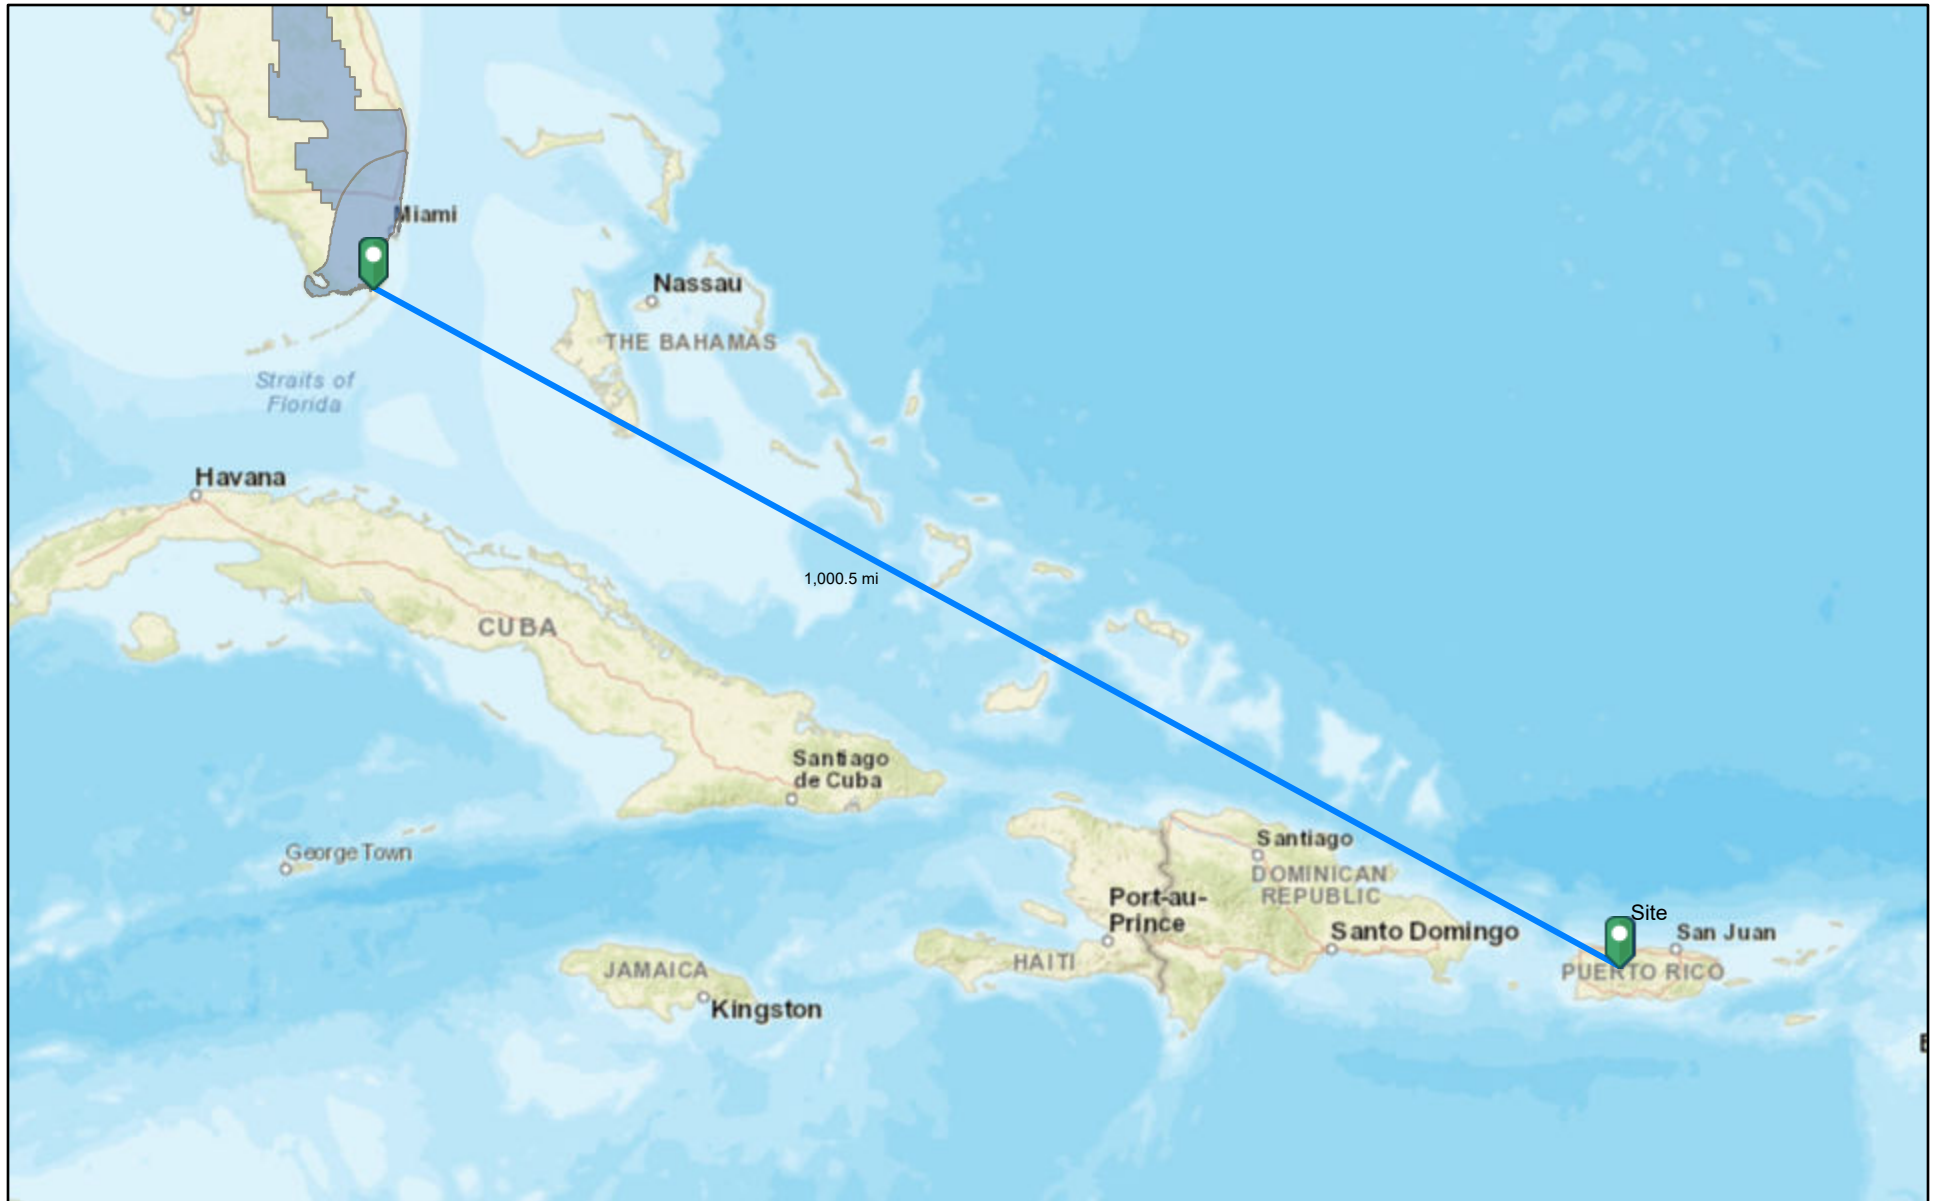 Miami
Nassau
THE BAHAMAS
Straits of
Florida
Havana
1,000.5 mi
CUBA
Santiago
de Cuba
George Town
Santiago
DOMINICAN
REPUBLIC
Port-au-
Prince
Site
Santo Domingo
San Juan
HAITI
JAMAICA
PUERTO RICO
Kingston